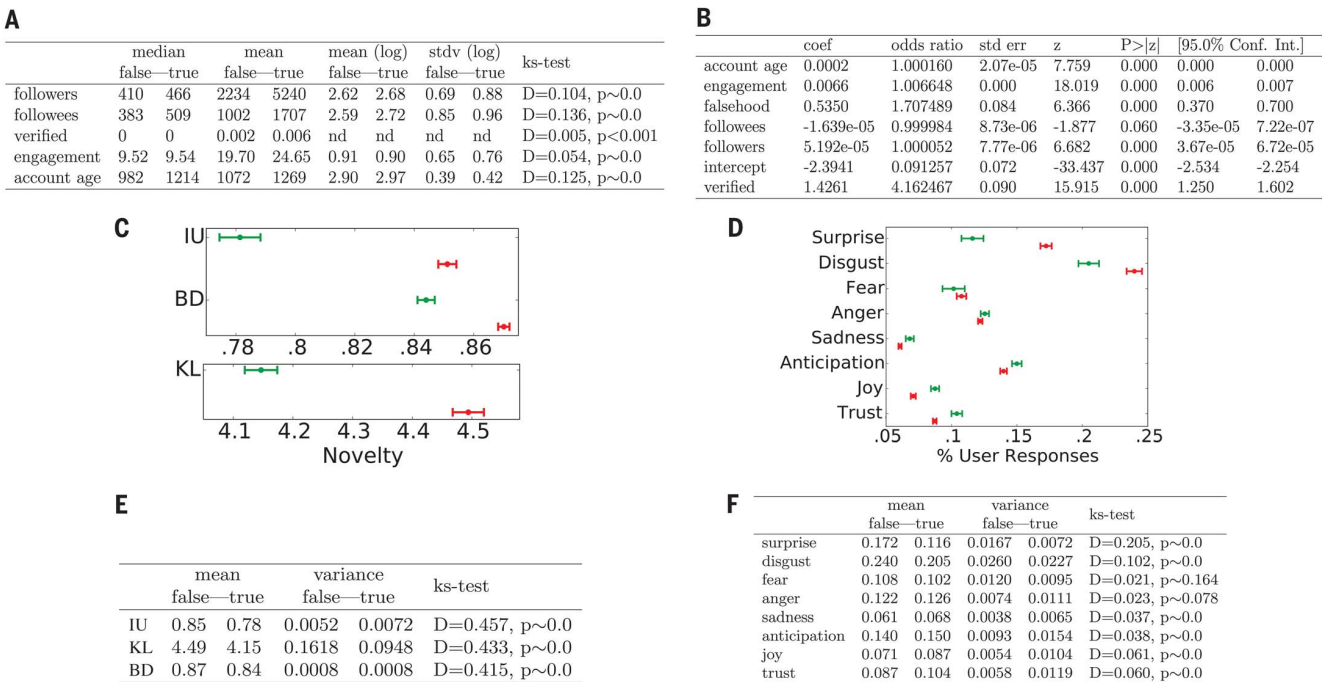 A
median mean mean (log) stdv (log) ks-test
false—true false—true false—true false—true
followers 410 466 2234 5240 2.62 2.68 0.69 0.88 D=0.104, p∼0.0
followees 383 509 1002 1707 2.59 2.72 0.85 0.96 D=0.136, p∼0.0
verified 0 0 0.002 0.006 nd nd nd nd D=0.005, p<0.001
engagement 9.52 9.54 19.70 24.65 0.91 0.90 0.65 0.76 D=0.054, p∼0.0
account age 982 1214 1072 1269 2.90 2.97 0.39 0.42 D=0.125, p∼0.0
B
coef odds ratio std err z P>|z| [95.0% Conf. Int.]
account age 0.0002 1.000160 2.07e-05 7.759 0.000 0.000 0.000
engagement 0.0066 1.006648 0.000 18.019 0.000 0.006 0.007
falsehood 0.5350 1.707489 0.084 6.366 0.000 0.370 0.700
followees -1.639e-05 0.999984 8.73e-06 -1.877 0.060 -3.35e-05 7.22e-07
followers 5.192e-05 1.000052 7.77e-06 6.682 0.000 3.67e-05 6.72e-05
intercept -2.3941 0.091257 0.072 -33.437 0.000 -2.534 -2.254
verified 1.4261 4.162467 0.090 15.915 0.000 1.250 1.602
C
IU
BD
.78 .8 .82 .84 .86
KL
4.1 4.2 4.3 4.4 4.5
Novelty
D
Surprise
Disgust
Fear
Anger
Sadness
Anticipation
Joy
Trust
.05 .1 .15 .2 .25
% User Responses
E
mean variance ks-test
false—true false—true
IU 0.85 0.78 0.0052 0.0072 D=0.457, p∼0.0
KL 4.49 4.15 0.1618 0.0948 D=0.433, p∼0.0
BD 0.87 0.84 0.0008 0.0008 D=0.415, p∼0.0
F
mean variance ks-test
false—true false—true
surprise 0.172 0.116 0.0167 0.0072 D=0.205, p∼0.0
disgust 0.240 0.205 0.0260 0.0227 D=0.102, p∼0.0
fear 0.108 0.102 0.0120 0.0095 D=0.021, p∼0.164
anger 0.122 0.126 0.0074 0.0111 D=0.023, p∼0.078
sadness 0.061 0.068 0.0038 0.0065 D=0.037, p∼0.0
anticipation 0.140 0.150 0.0093 0.0154 D=0.038, p∼0.0
joy 0.071 0.087 0.0054 0.0104 D=0.061, p∼0.0
trust 0.087 0.104 0.0058 0.0119 D=0.060, p∼0.0